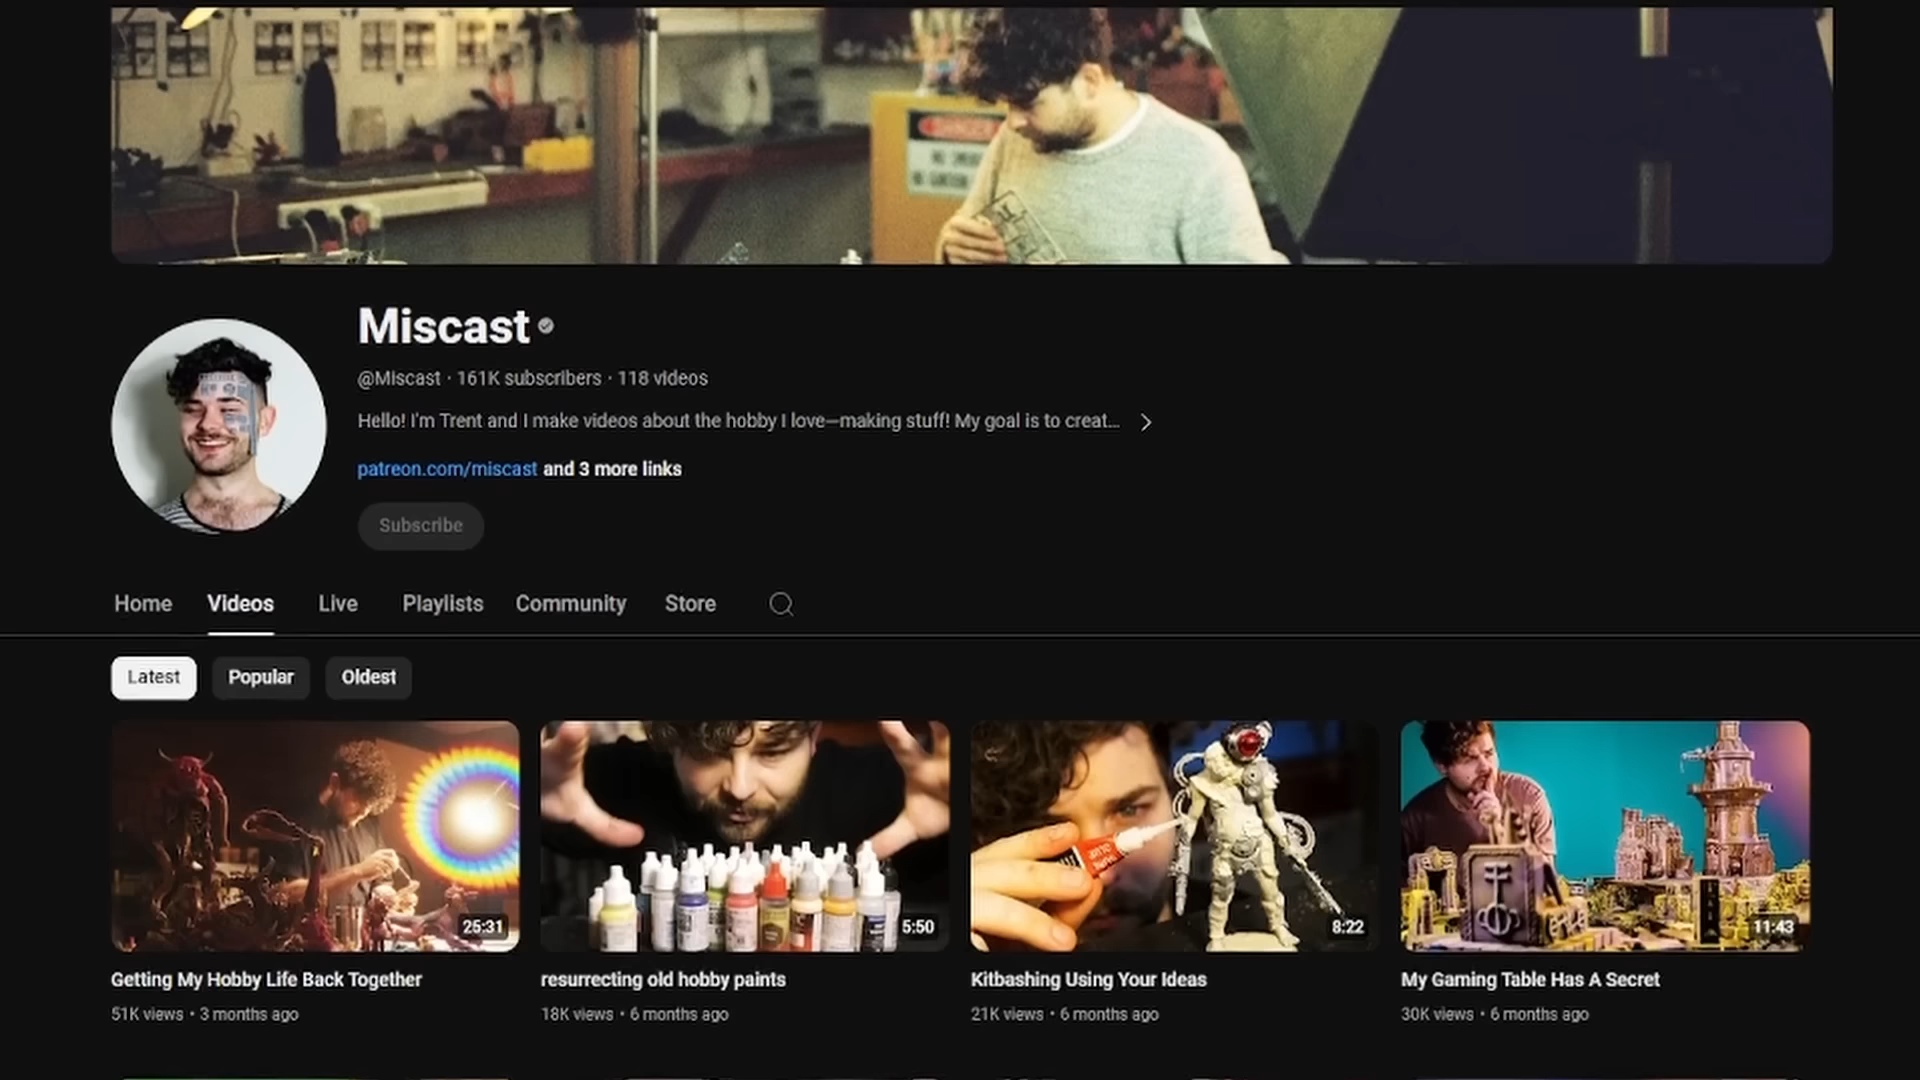 DANGER
Miscast
@Miscast · 161K subscribers · 118 videos
Hello! I'm Trent and I make videos about the hobby I love—making stuff! My goal is to creat...
patreon.com/miscast and 3 more links
Subscribe
Home Videos Live Playlists Community Store
Latest Popular Oldest
25:31 5:50 8:22 11:43
Getting My Hobby Life Back Together resurrecting old hobby paints Kitbashing Using Your Ideas My Gaming Table Has A Secret
51K views • 3 months ago 18K views • 6 months ago 21K views • 6 months ago 30K views • 6 months ago